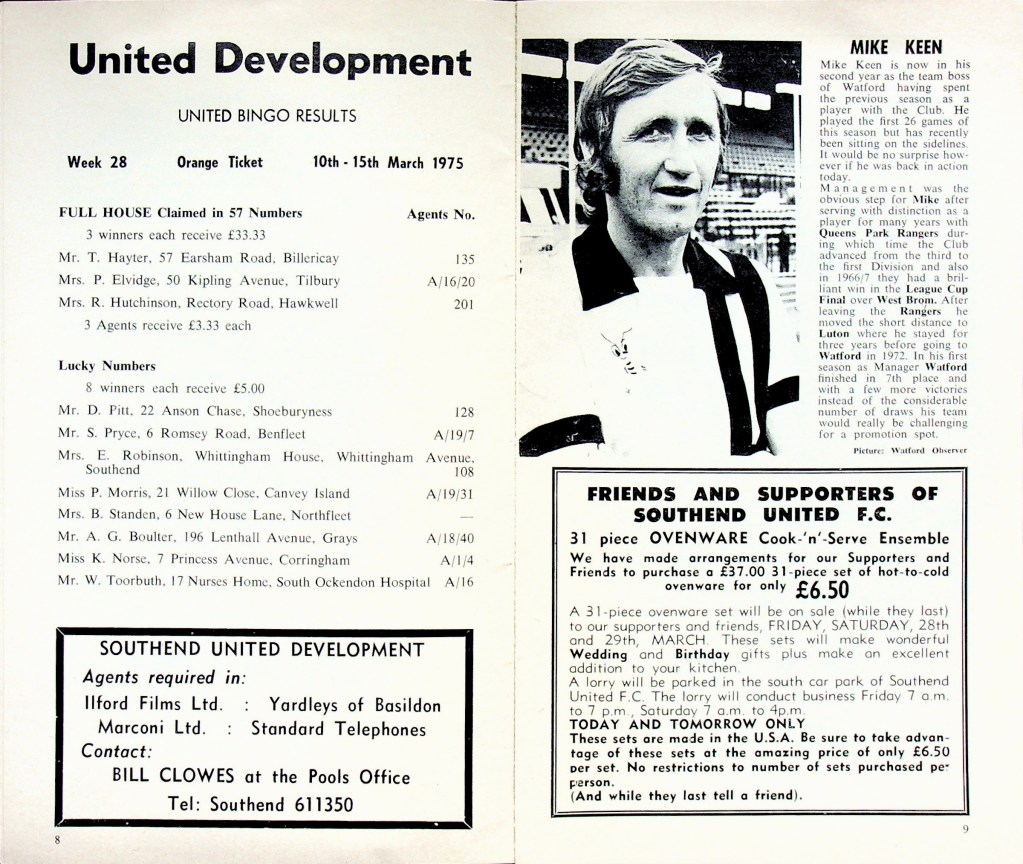 United Development
UNITED BINGO RESULTS
Week 28 Orange Ticket 10th - 15th March 1975
FULL HOUSE Claimed in 57 Numbers Agents No.
3 winners each receive £33.33
Mr. T. Hayter, 57 Earsham Road, Billericay 135
Mrs. P. Elvidge, 50 Kipling Avenue, Tilbury A/16/20
Mrs. R. Hutchinson, Rectory Road, Hawkwell 201
3 Agents receive £3.33 each
Lucky Numbers
8 winners each receive £5.00
Mr. D. Pitt, 22 Anson Chase, Shoeburyness 128
Mr. S. Pryce, 6 Romsey Road, Benfleet A/19/7
Mrs. E. Robinson, Whittingham House, Whittingham Avenue,
Southend 108
Miss P. Morris, 21 Willow Close, Canvey Island A/19/31
Mrs. B. Standen, 6 New House Lane, Northfleet —
Mr. A. G. Boulter, 196 Lenthall Avenue, Grays A/18/40
Miss K. Norse, 7 Princess Avenue, Corringham A/1/4
Mr. W. Toorbuth, 17 Nurses Home, South Ockendon Hospital A/16
SOUTHEND UNITED DEVELOPMENT
Agents required in:
Ilford Films Ltd. : Yardleys of Basildon
Marconi Ltd. : Standard Telephones
Contact:
BILL CLOWES at the Pools Office
Tel: Southend 611350
8
MIKE KEEN
Mike Keen is now in his
second year as the team boss
of Watford having spent
the previous season as a
player with the Club. He
played the first 26 games of
this season but has recently
been sitting on the sidelines.
It would be no surprise how-
ever if he was back in action
today.
Management was the
obvious step for Mike after
serving with distinction as a
player for many years with
Queens Park Rangers dur-
ing which time the Club
advanced from the third to
the first Division and also
in 1966/7 they had a bril-
liant win in the League Cup
Final over West Brom. After
leaving the Rangers he
moved the short distance to
Luton where he stayed for
three years before going to
Watford in 1972. In his first
season as Manager Watford
finished in 7th place and
with a few more victories
instead of the considerable
number of draws his team
would really be challenging
for a promotion spot.
Picture: Watford Observer
FRIENDS AND SUPPORTERS OF
SOUTHEND UNITED F.C.
31 piece OVENWARE Cook-'n'-Serve Ensemble
We have made arrangements for our Supporters and
Friends to purchase a £37.00 31-piece set of hot-to-cold
ovenware for only £6.50
A 31-piece ovenware set will be on sale (while they last)
to our supporters and friends, FRIDAY, SATURDAY, 28th
and 29th, MARCH. These sets will make wonderful
Wedding and Birthday gifts plus make an excellent
addition to your kitchen.
A lorry will be parked in the south car park of Southend
United F.C. The lorry will conduct business Friday 7 a.m.
to 7 p.m., Saturday 7 a.m. to 4p.m.
TODAY AND TOMORROW ONLY
These sets are made in the U.S.A. Be sure to take advan-
tage of these sets at the amazing price of only £6.50
per set. No restrictions to number of sets purchased per
person.
(And while they last tell a friend).
9